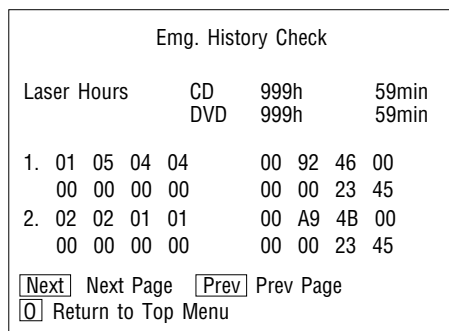 Emg. History Check
Laser Hours CD 999h 59min
DVD 999h 59min
1. 01 05 04 04 00 92 46 00
00 00 00 00 00 00 23 45
2. 02 02 01 01 00 A9 4B 00
00 00 00 00 00 00 23 45
Next Next Page Prev Prev Page
0 Return to Top Menu